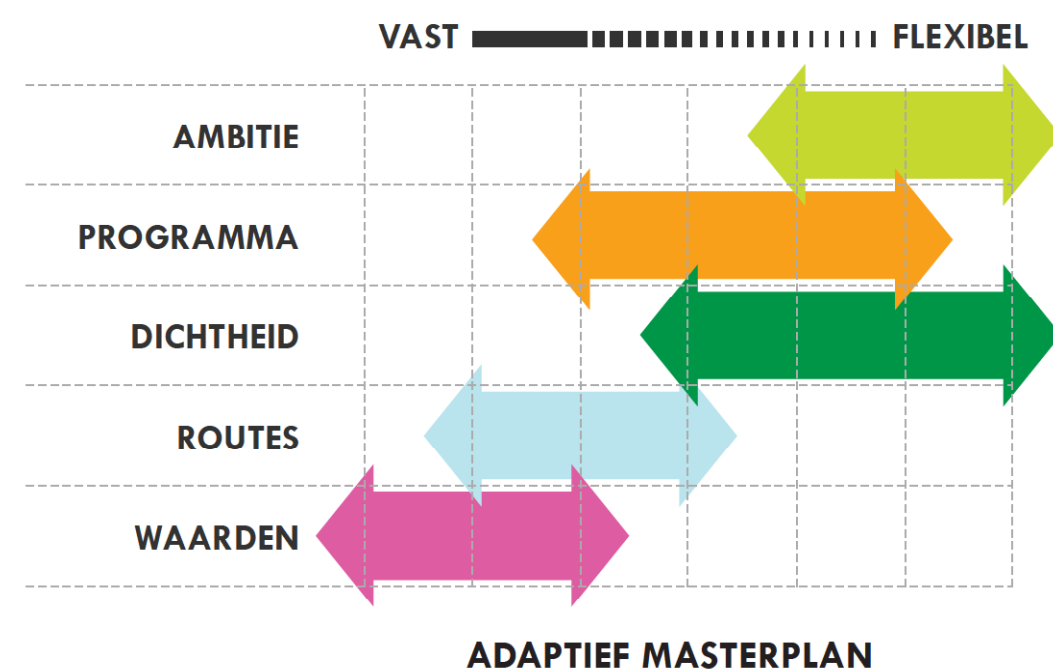 VAST FLEXIBEL
AMBITIE
PROGRAMMA
DICHTHEID
ROUTES
WAARDEN
ADAPTIEF MASTERPLAN